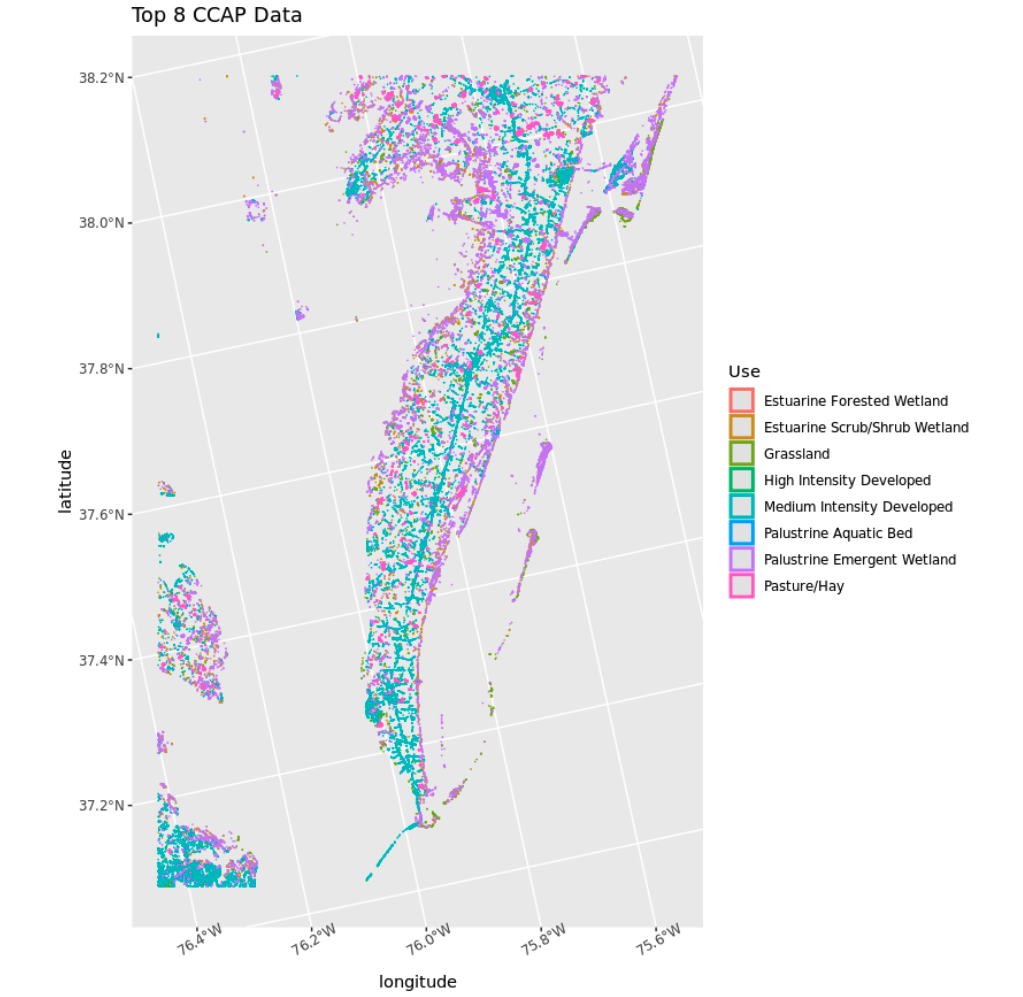 Top 8 CCAP Data
38.2°N
38.0°N
37.8°N
37.6°N
37.4°N
37.2°N
latitude
76.4°W
76.2°W
76.0°W
75.8°W
75.6°W
longitude
Use
Estuarine Forested Wetland
Estuarine Scrub/Shrub Wetland
Grassland
High Intensity Developed
Medium Intensity Developed
Palustrine Aquatic Bed
Palustrine Emergent Wetland
Pasture/Hay